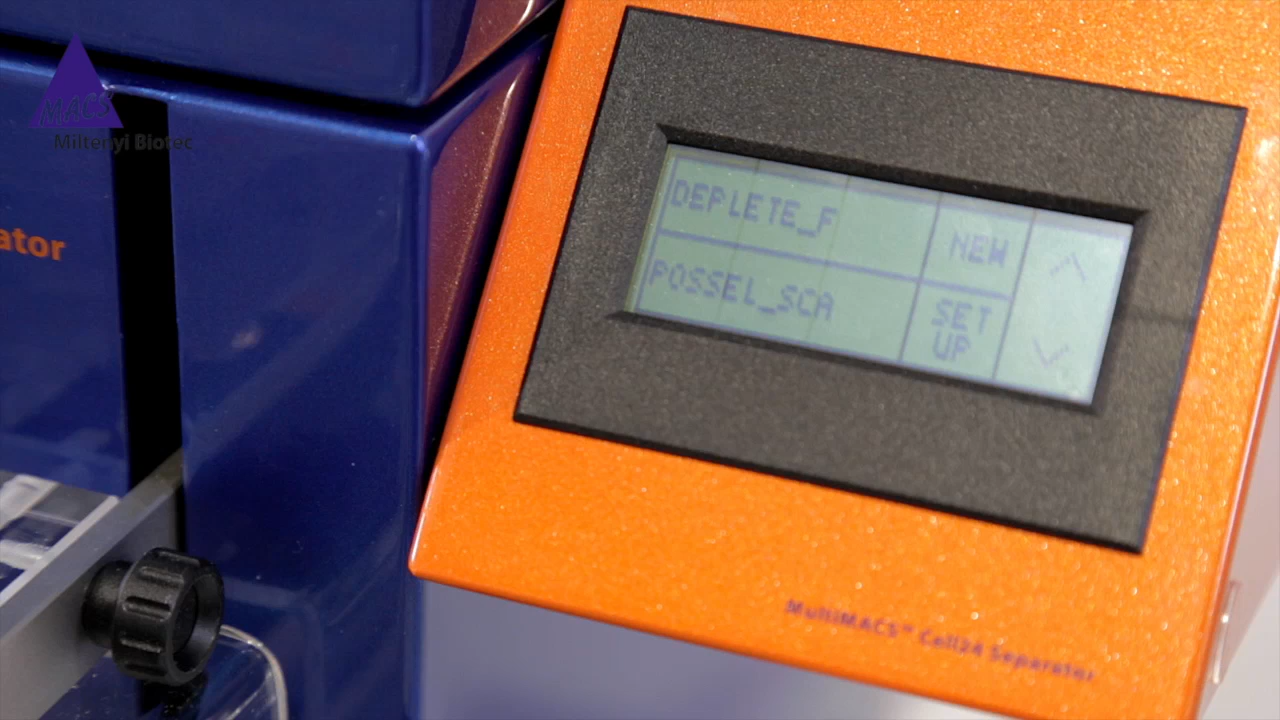 MACS
Miltenyi Biotec
ator
DEPLETE_F
NEW
POSSEL_SCA
SET
UP
MultiMACS™ Cell24 Separator